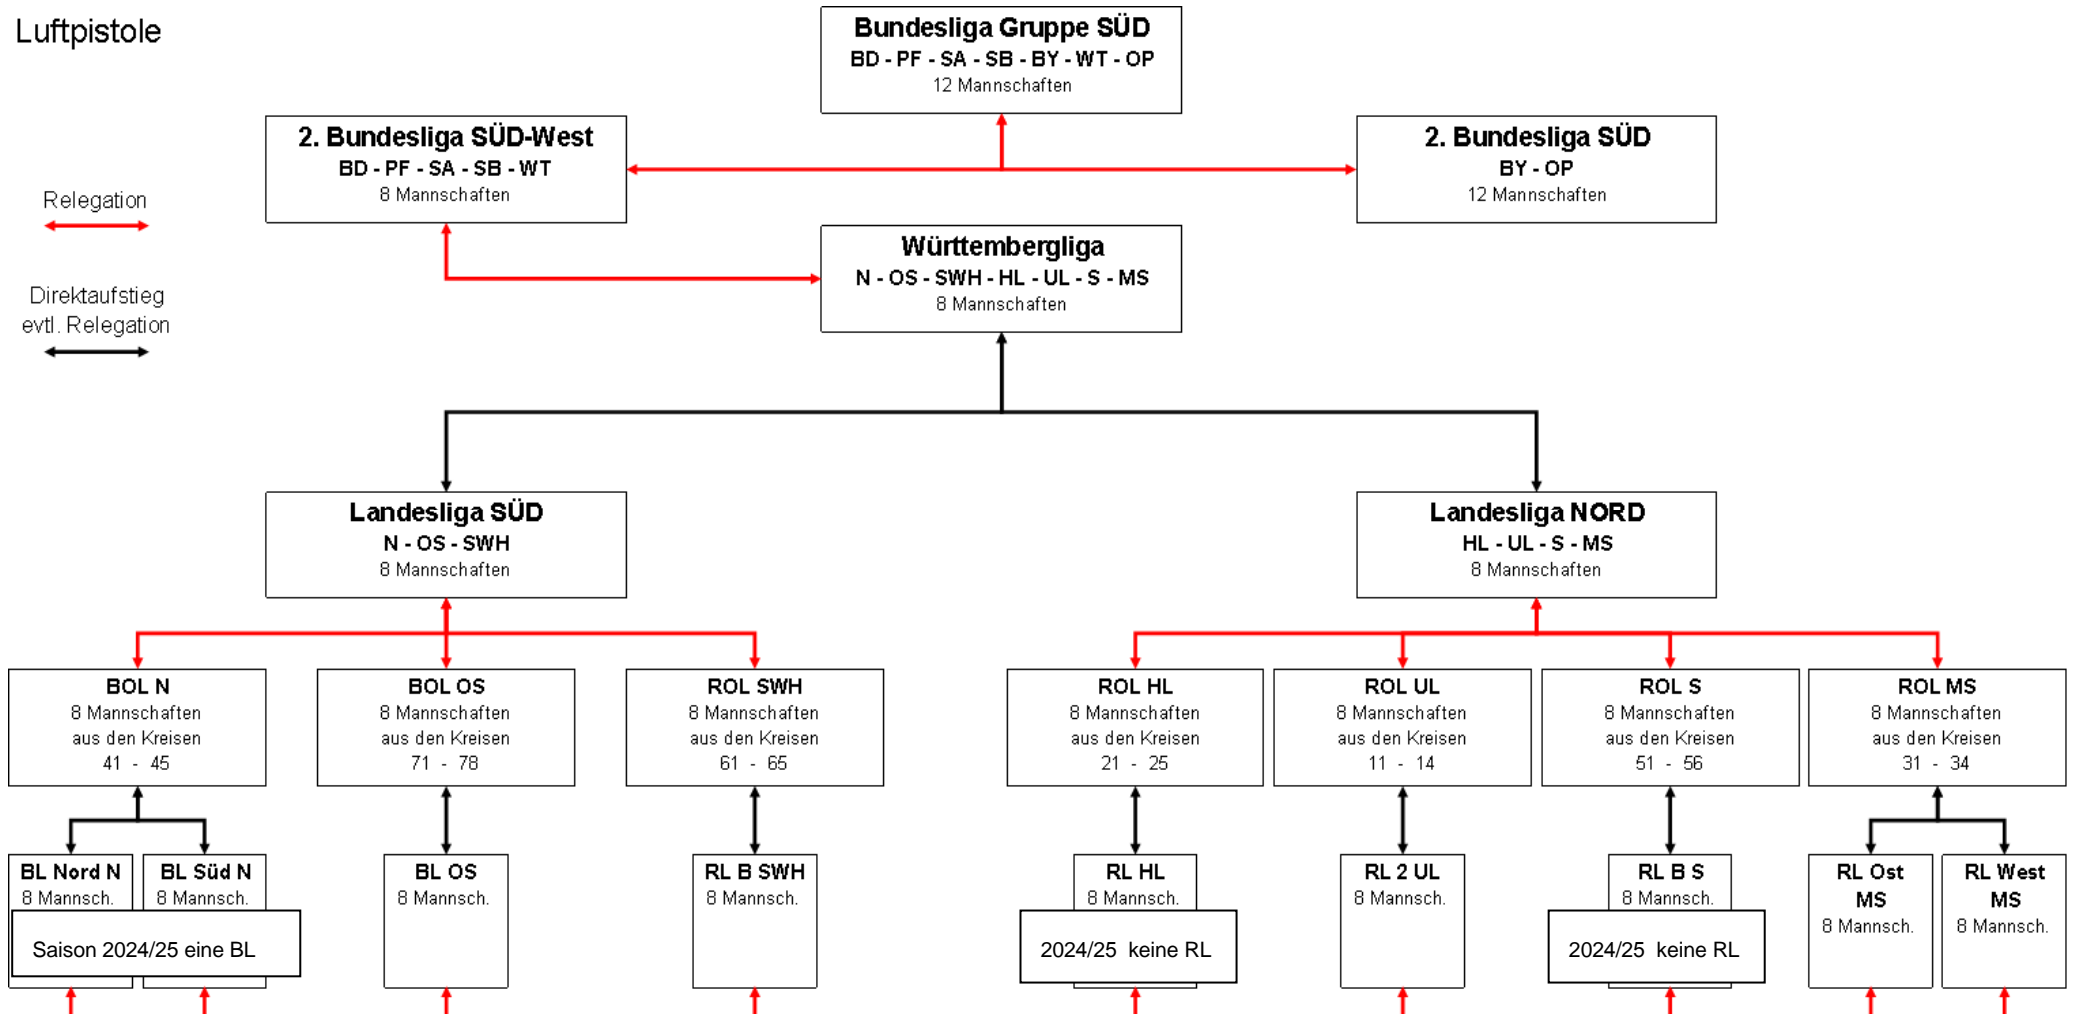 Luftpistole
Bundesliga Gruppe SÜD
BD - PF - SA - SB - BY - WT - OP
12 Mannschaften
2. Bundesliga SÜD-West
BD - PF - SA - SB - WT
8 Mannschaften
2. Bundesliga SÜD
BY - OP
12 Mannschaften
Relegation
Württembergliga
N - OS - SWH - HL - UL - S - MS
8 Mannschaften
Direktaufstieg
evtl. Relegation
Landesliga SÜD
N - OS - SWH
8 Mannschaften
Landesliga NORD
HL - UL - S - MS
8 Mannschaften
BOL N
8 Mannschaften
aus den Kreisen
41 - 45
BOL OS
8 Mannschaften
aus den Kreisen
71 - 78
ROL SWH
8 Mannschaften
aus den Kreisen
61 - 65
ROL HL
8 Mannschaften
aus den Kreisen
21 - 25
ROL UL
8 Mannschaften
aus den Kreisen
11 - 14
ROL S
8 Mannschaften
aus den Kreisen
51 - 56
ROL MS
8 Mannschaften
aus den Kreisen
31 - 34
BL Nord N
8 Mannsch.
BL Süd N
8 Mannsch.
Saison 2024/25 eine BL
BL OS
8 Mannsch.
RL B SWH
8 Mannsch.
RL HL
8 Mannsch.
2024/25 keine RL
RL 2 UL
8 Mannsch.
RL B S
8 Mannsch.
2024/25 keine RL
RL Ost
MS
8 Mannsch.
RL West
MS
8 Mannsch.